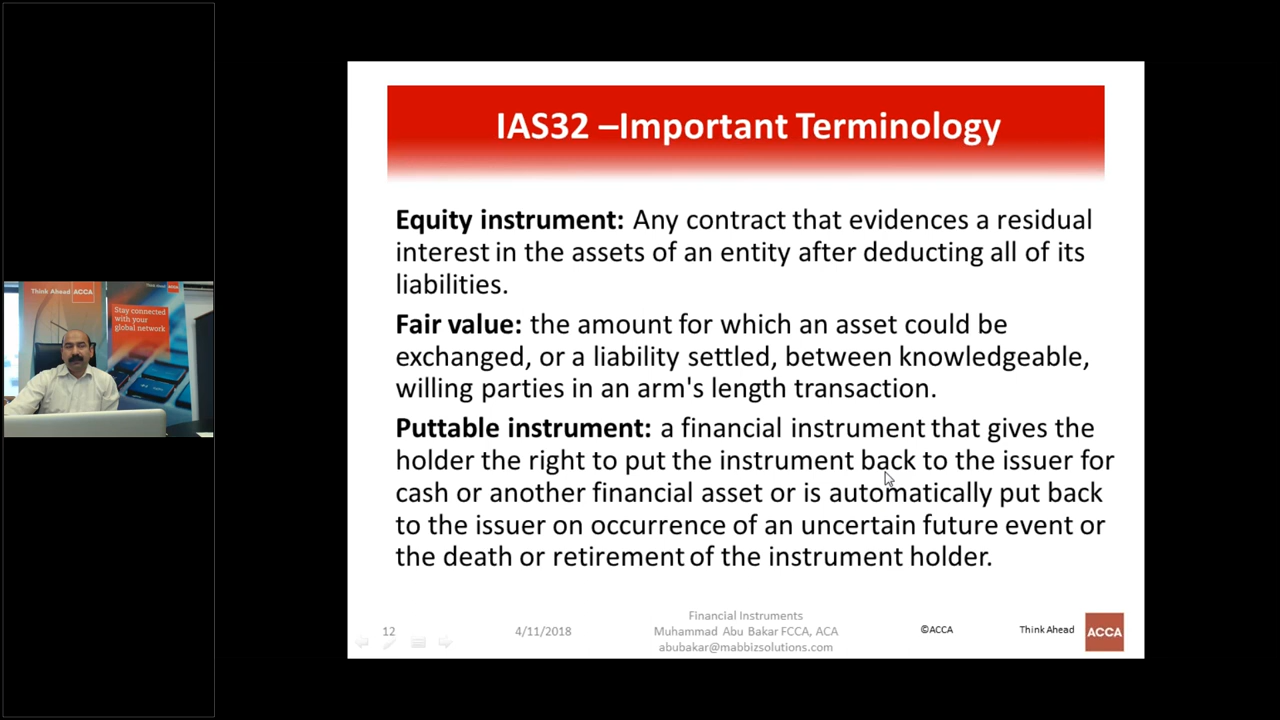 Think Ahead ACCA
Stay connected
with your
global network
IAS32 –Important Terminology
Equity instrument: Any contract that evidences a residual
interest in the assets of an entity after deducting all of its
liabilities.
Fair value: the amount for which an asset could be
exchanged, or a liability settled, between knowledgeable,
willing parties in an arm's length transaction.
Puttable instrument: a financial instrument that gives the
holder the right to put the instrument back to the issuer for
cash or another financial asset or is automatically put back
to the issuer on occurrence of an uncertain future event or
the death or retirement of the instrument holder.
12
4/11/2018
Financial Instruments
Muhammad Abu Bakar FCCA, ACA
abubakar@mabbizsolutions.com
©ACCA
Think Ahead ACCA